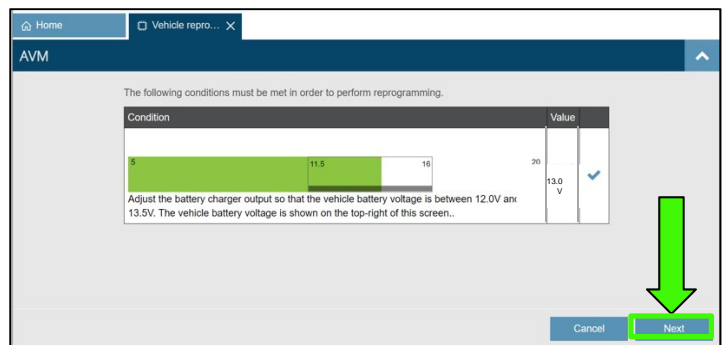 Home
Vehicle repro...
AVM
The following conditions must be met in order to perform reprogramming.
Condition
Value
5
11.5
16
20
13.0
V
Adjust the battery charger output so that the vehicle battery voltage is between 12.0V and
13.5V. The vehicle battery voltage is shown on the top-right of this screen..
Cancel
Next